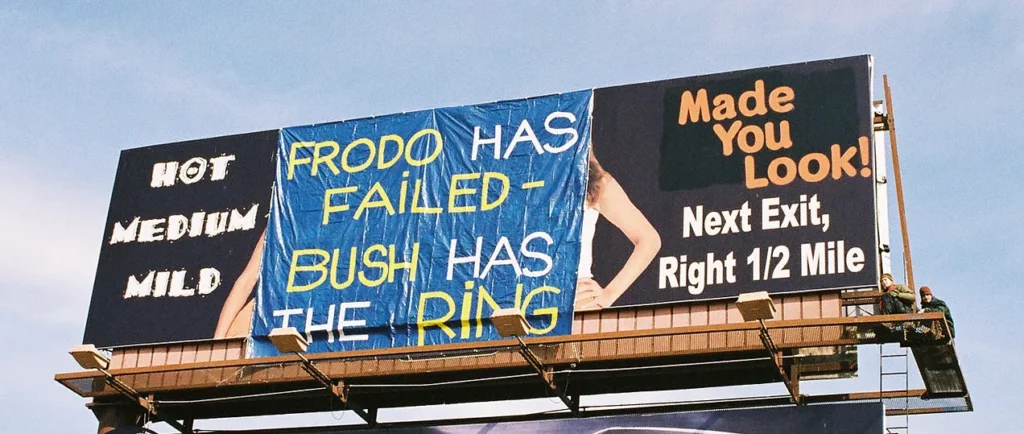 HOT
MEDIUM
MILD
FRODO HAS
FAiLED -
BUSH HAS
THE RiNG
Made
You
Look!
Next Exit,
Right 1/2 Mile